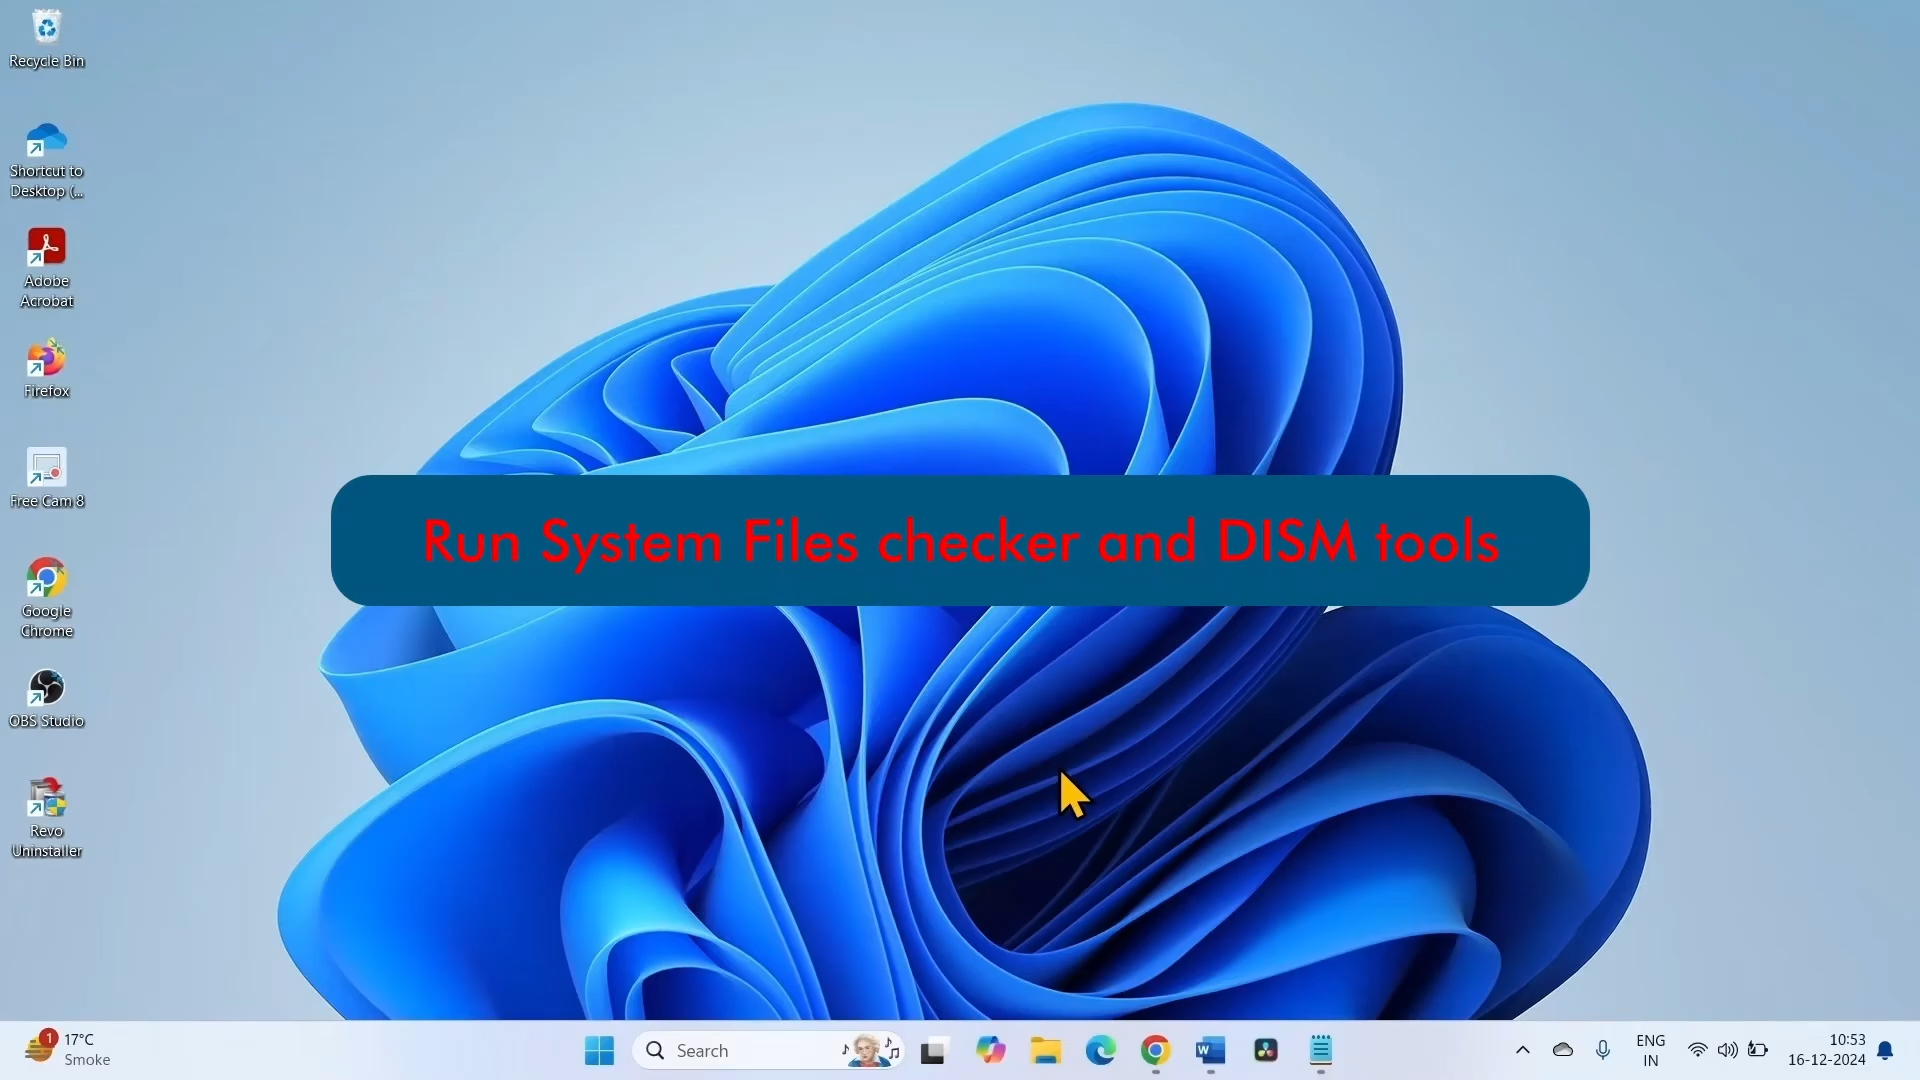 Recycle Bin
Shortcut to
Desktop (...
Adobe
Acrobat
Firefox
Free Cam 8
Google
Chrome
OBS Studio
Revo
Uninstaller
Run System Files checker and DISM tools
1
17°C
Smoke
Search
W
ENG
IN
10:53
16-12-2024